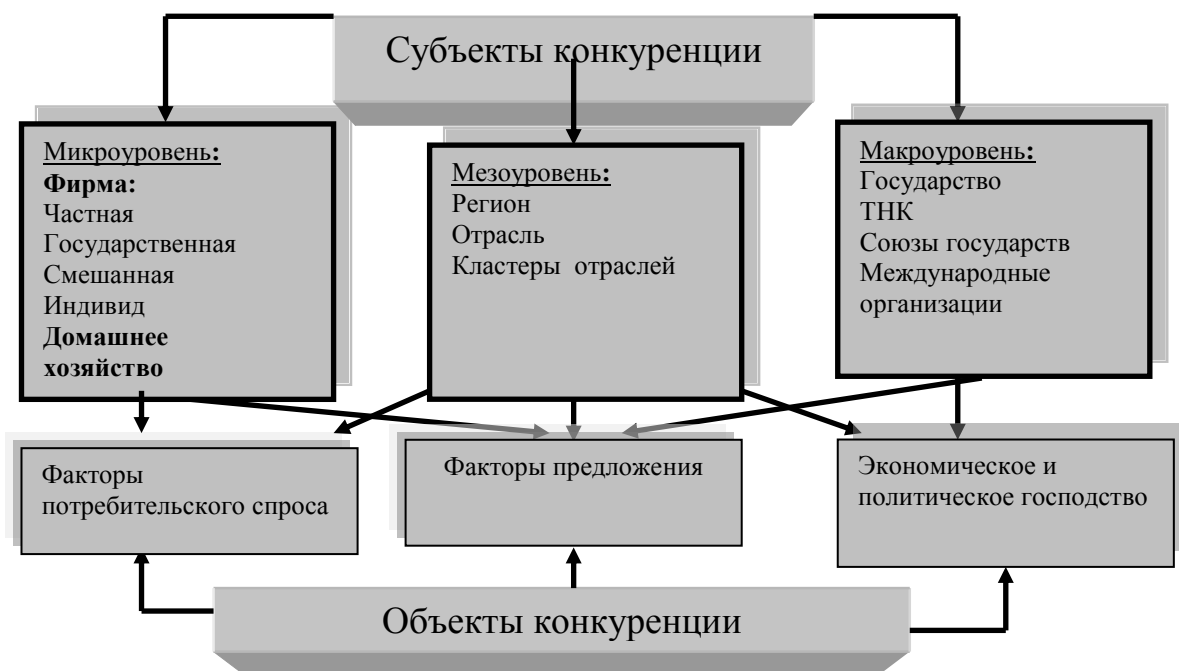 Субъекты конкуренции
Микроуровень:
Фирма:
Частная
Государственная
Смешанная
Индивид
Домашнее
хозяйство
Мезоуровень:
Регион
Отрасль
Кластеры отраслей
Макроуровень:
Государство
ТНК
Союзы государств
Международные
организации
Факторы
потребительского спроса
Факторы предложения
Экономическое и
политическое господство
Объекты конкуренции